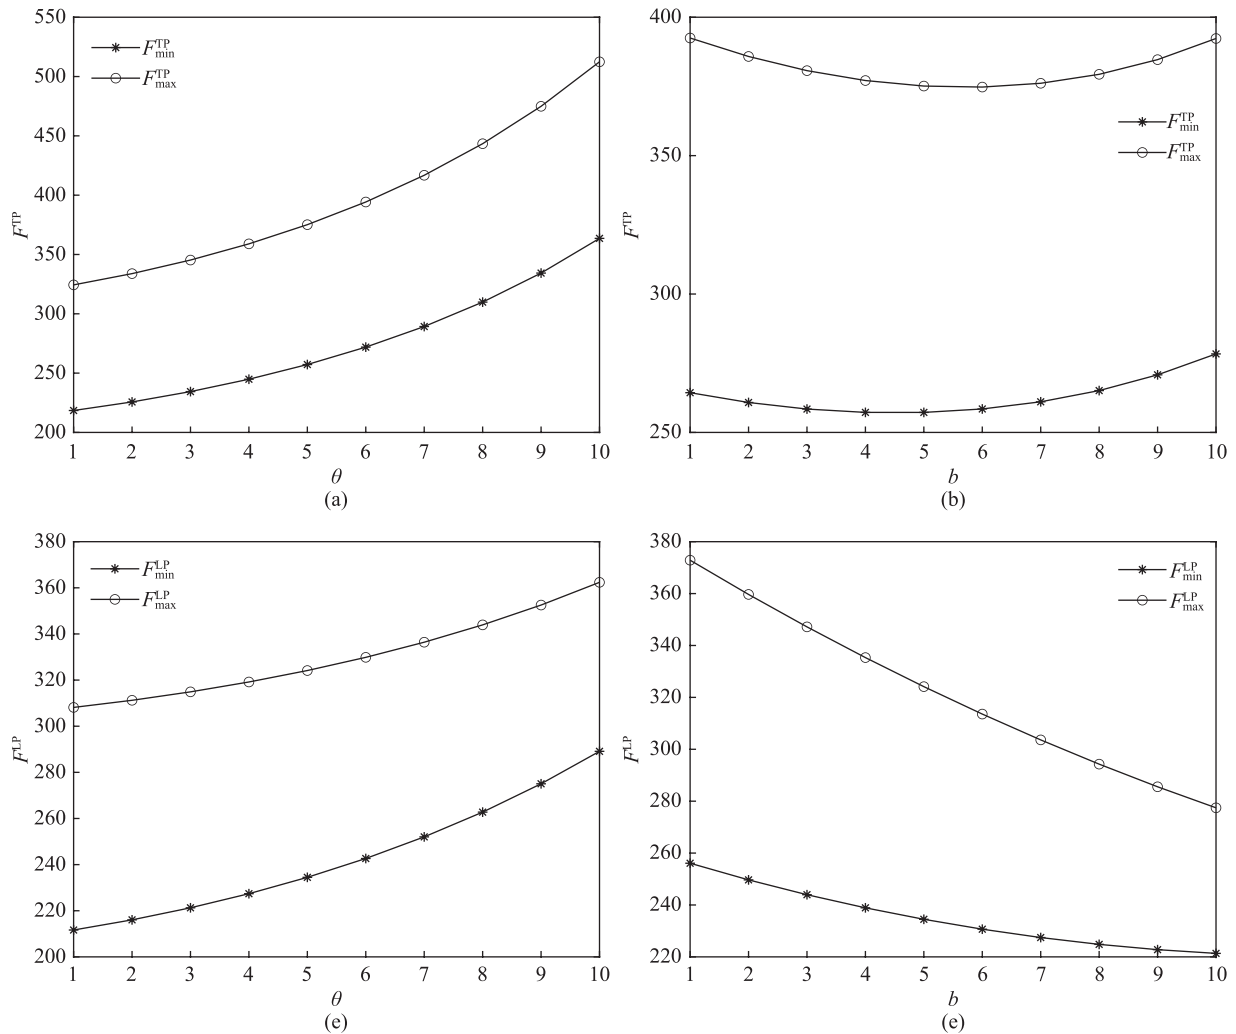 550
500
450
400
350
300
250
200
F^TP
F^TP_min
F^TP_max
1 2 3 4 5 6 7 8 9 10
θ
(a)
400
350
300
250
F^TP
F^TP_min
F^TP_max
1 2 3 4 5 6 7 8 9 10
b
(b)
380
360
340
320
300
280
260
240
220
200
F^LP
F^LP_min
F^LP_max
1 2 3 4 5 6 7 8 9 10
θ
(e)
380
360
340
320
300
280
260
240
220
F^LP
F^LP_min
F^LP_max
1 2 3 4 5 6 7 8 9 10
b
(e)